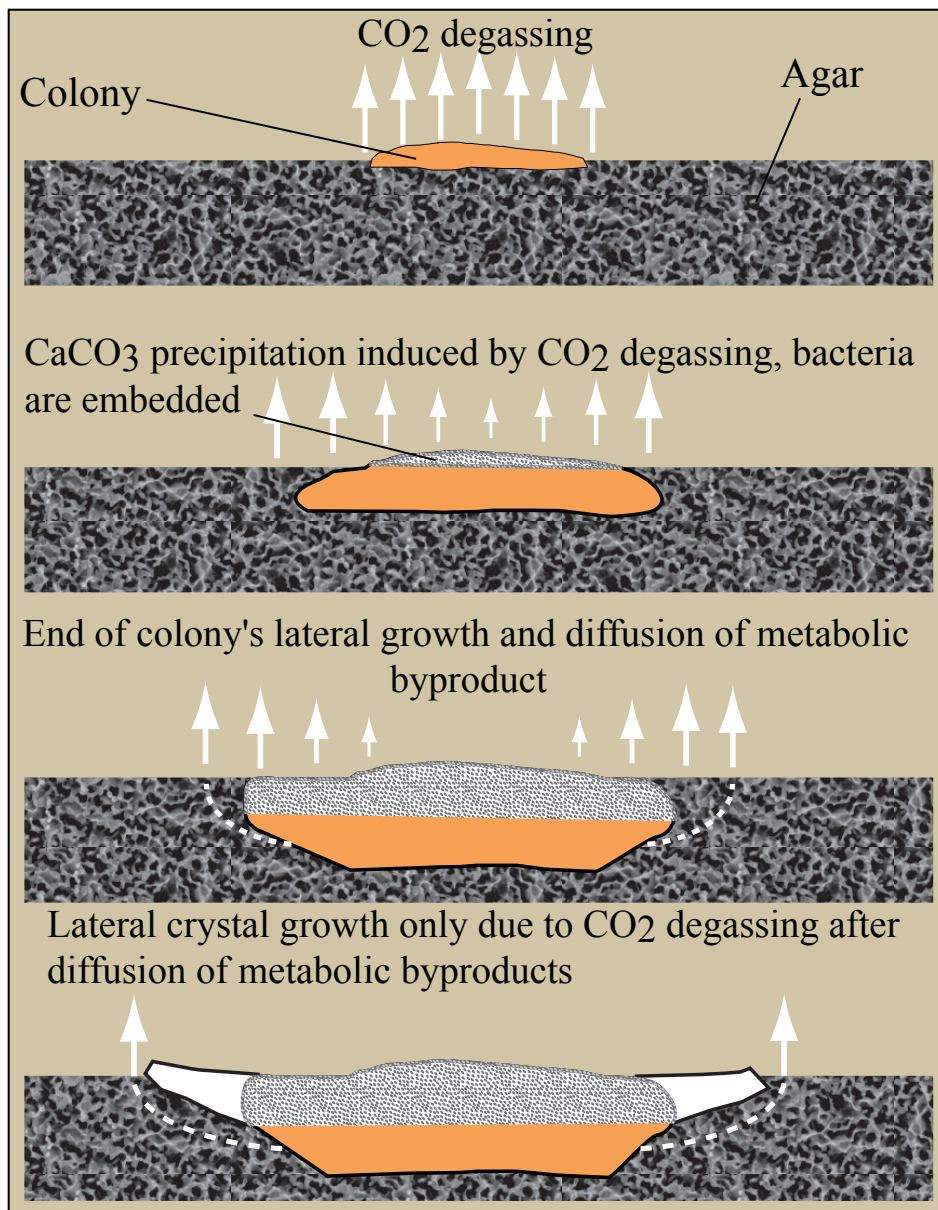 CO2 degassing
Colony
Agar
CaCO3 precipitation induced by CO2 degassing, bacteria
are embedded
End of colony's lateral growth and diffusion of metabolic
byproduct
Lateral crystal growth only due to CO2 degassing after
diffusion of metabolic byproducts